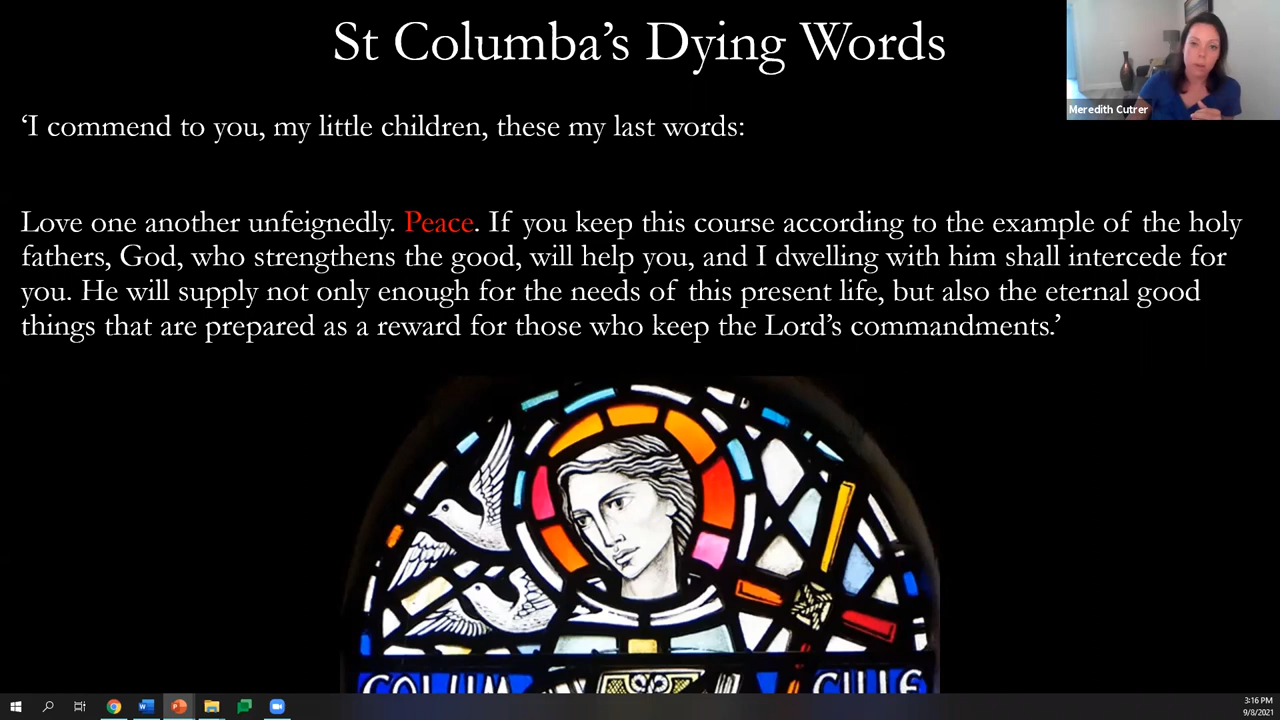 St Columba’s Dying Words
Meredith Cutrer
‘I commend to you, my little children, these my last words:
Love one another unfeignedly. Peace. If you keep this course according to the example of the holy
fathers, God, who strengthens the good, will help you, and I dwelling with him shall intercede for
you. He will supply not only enough for the needs of this present life, but also the eternal good
things that are prepared as a reward for those who keep the Lord’s commandments.’
COLUM CILLE
3:16 PM
9/8/2021